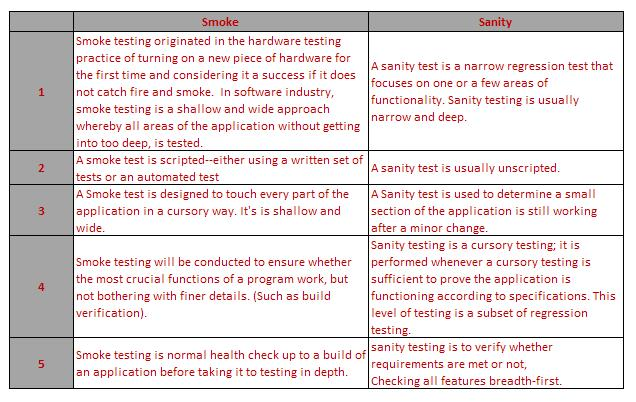 Smoke
Sanity
1
Smoke testing originated in the hardware testing
practice of turning on a new piece of hardware for
the first time and considering it a success if it does
not catch fire and smoke.  In software industry,
smoke testing is a shallow and wide approach
whereby all areas of the application without getting
into too deep, is tested.
A sanity test is a narrow regression test that
focuses on one or a few areas of
functionality. Sanity testing is usually
narrow and deep.
2
A smoke test is scripted--either using a written set of
tests or an automated test
A sanity test is usually unscripted.
3
A Smoke test is designed to touch every part of the
application in a cursory way. It's is shallow and
wide.
A Sanity test is used to determine a small
section of the application is still working
after a minor change.
4
Smoke testing will be conducted to ensure whether
the most crucial functions of a program work, but
not bothering with finer details. (Such as build
verification).
Sanity testing is a cursory testing; it is
performed whenever a cursory testing is
sufficient to prove the application is
functioning according to specifications. This
level of testing is a subset of regression
testing.
5
Smoke testing is normal health check up to a build of
an application before taking it to testing in depth.
sanity testing is to verify whether
requirements are met or not,
Checking all features breadth-first.